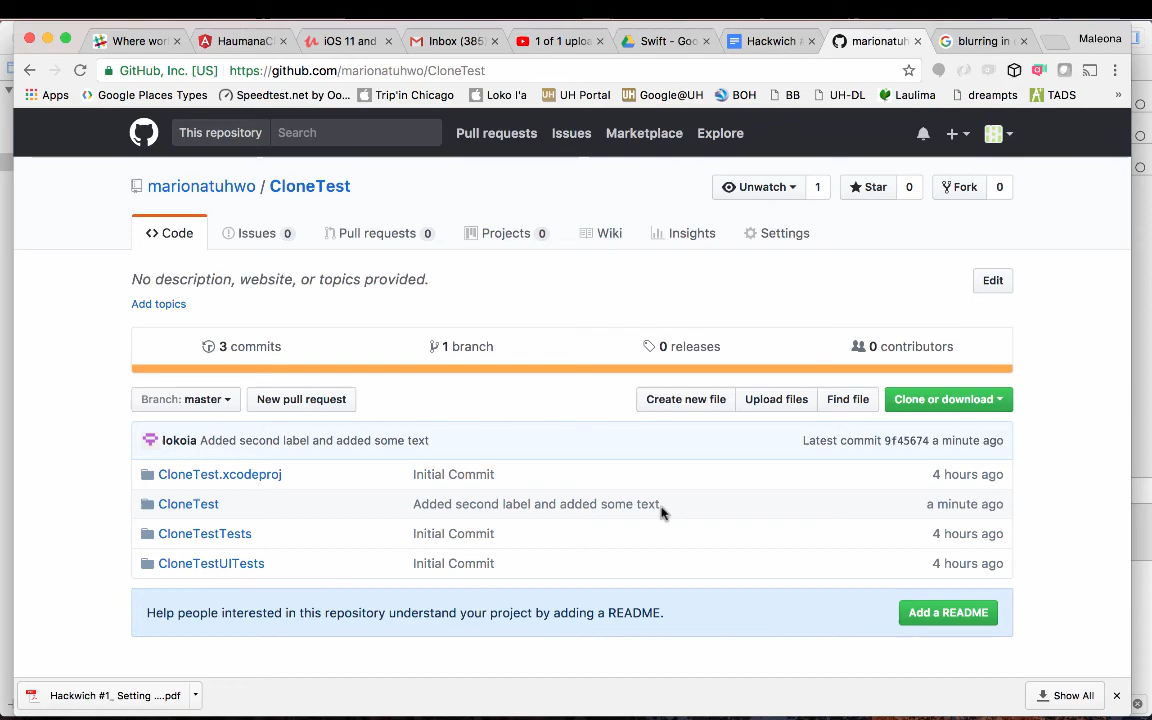 Where wor
HaumanaC
iOS 11 and
Inbox (385)
1 of 1 uploa
Swift - Goo
Hackwich #
marionatuh
blurring in
Maleona
GitHub, Inc. [US]
https://github.com/marionatuhwo/CloneTest
Apps
Google Places Types
Speedtest.net by Oo...
Trip'in Chicago
Loko I'a
UH Portal
Google@UH
BOH
BB
UH-DL
Laulima
dreampts
TADS
»
This repository
Search
Pull requests
Issues
Marketplace
Explore
marionatuhwo / CloneTest
Unwatch
1
Star
0
Fork
0
Code
Issues 0
Pull requests 0
Projects 0
Wiki
Insights
Settings
No description, website, or topics provided.
Edit
Add topics
3 commits
1 branch
0 releases
0 contributors
Branch: master
New pull request
Create new file
Upload files
Find file
Clone or download
lokoia Added second label and added some text
Latest commit 9f45674 a minute ago
CloneTest.xcodeproj
Initial Commit
4 hours ago
CloneTest
Added second label and added some text
a minute ago
CloneTestTests
Initial Commit
4 hours ago
CloneTestUITests
Initial Commit
4 hours ago
Help people interested in this repository understand your project by adding a README.
Add a README
Hackwich #1_ Setting ....pdf
Show All